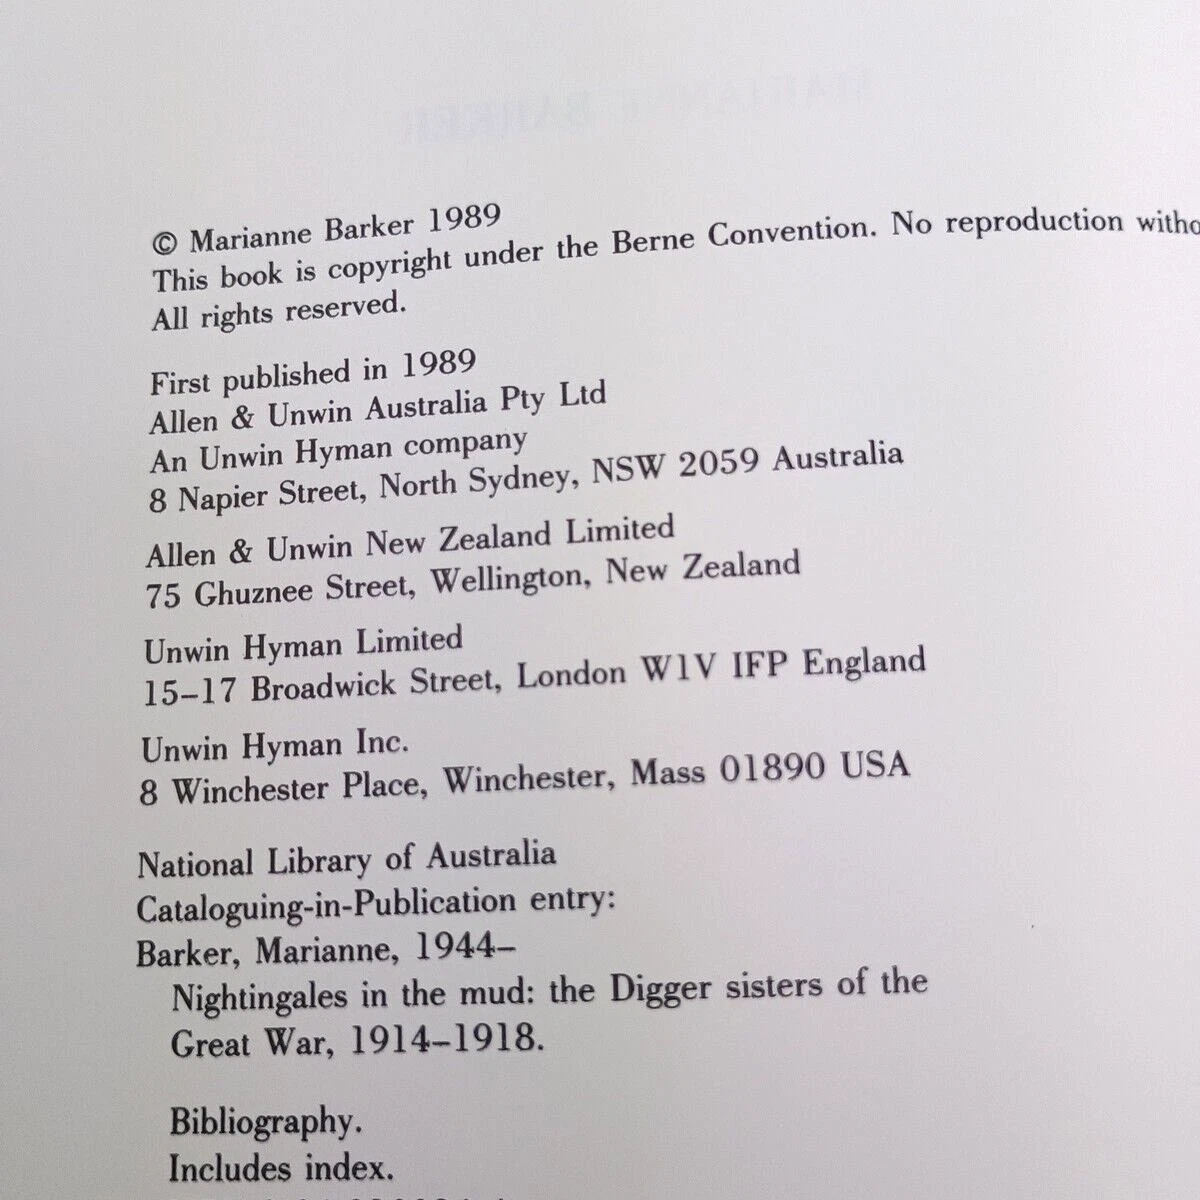 © Marianne Barker 1989
This book is copyright under the Berne Convention. No reproduction witho
All rights reserved.
First published in 1989
Allen & Unwin Australia Pty Ltd
An Unwin Hyman company
8 Napier Street, North Sydney, NSW 2059 Australia
Allen & Unwin New Zealand Limited
75 Ghuznee Street, Wellington, New Zealand
Unwin Hyman Limited
15–17 Broadwick Street, London W1V IFP England
Unwin Hyman Inc.
8 Winchester Place, Winchester, Mass 01890 USA
National Library of Australia
Cataloguing-in-Publication entry:
Barker, Marianne, 1944–
Nightingales in the mud: the Digger sisters of the
Great War, 1914–1918.
Bibliography.
Includes index.